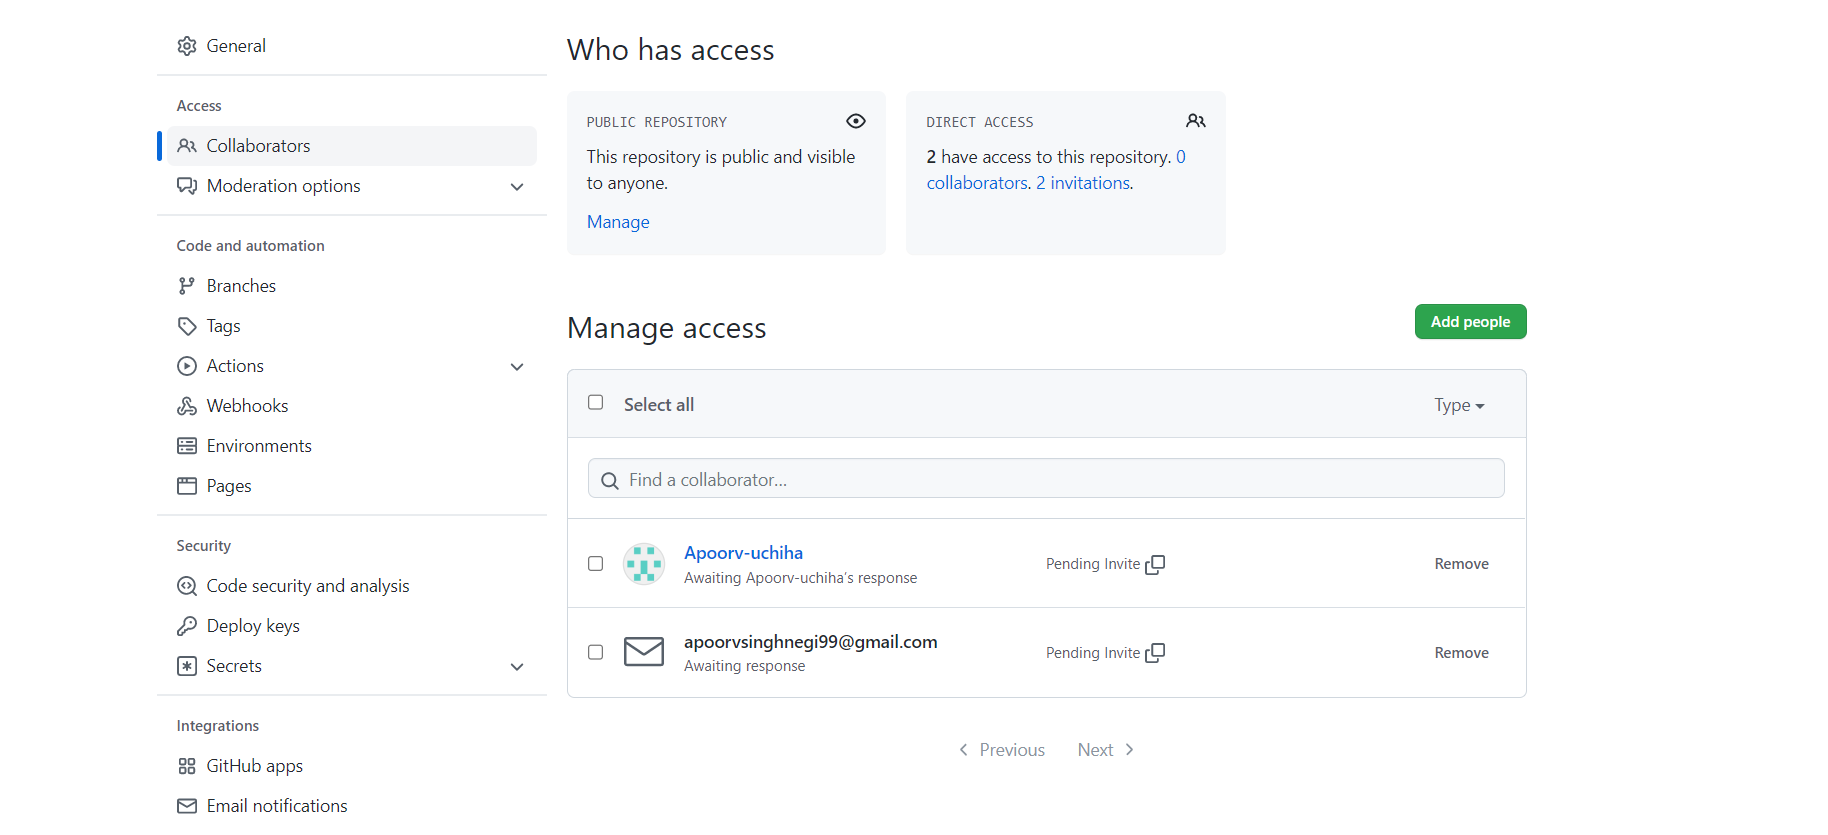 General
Access
Collaborators
Moderation options
Code and automation
Branches
Tags
Actions
Webhooks
Environments
Pages
Security
Code security and analysis
Deploy keys
Secrets
Integrations
GitHub apps
Email notifications
Who has access
PUBLIC REPOSITORY
This repository is public and visible
to anyone.
Manage
DIRECT ACCESS
2 have access to this repository. 0
collaborators. 2 invitations.
Manage access
Add people
Select all
Type
Find a collaborator...
Apoorv-uchiha
Awaiting Apoorv-uchiha's response
Pending Invite
Remove
apoorvsinghnegi99@gmail.com
Awaiting response
Pending Invite
Remove
Previous
Next